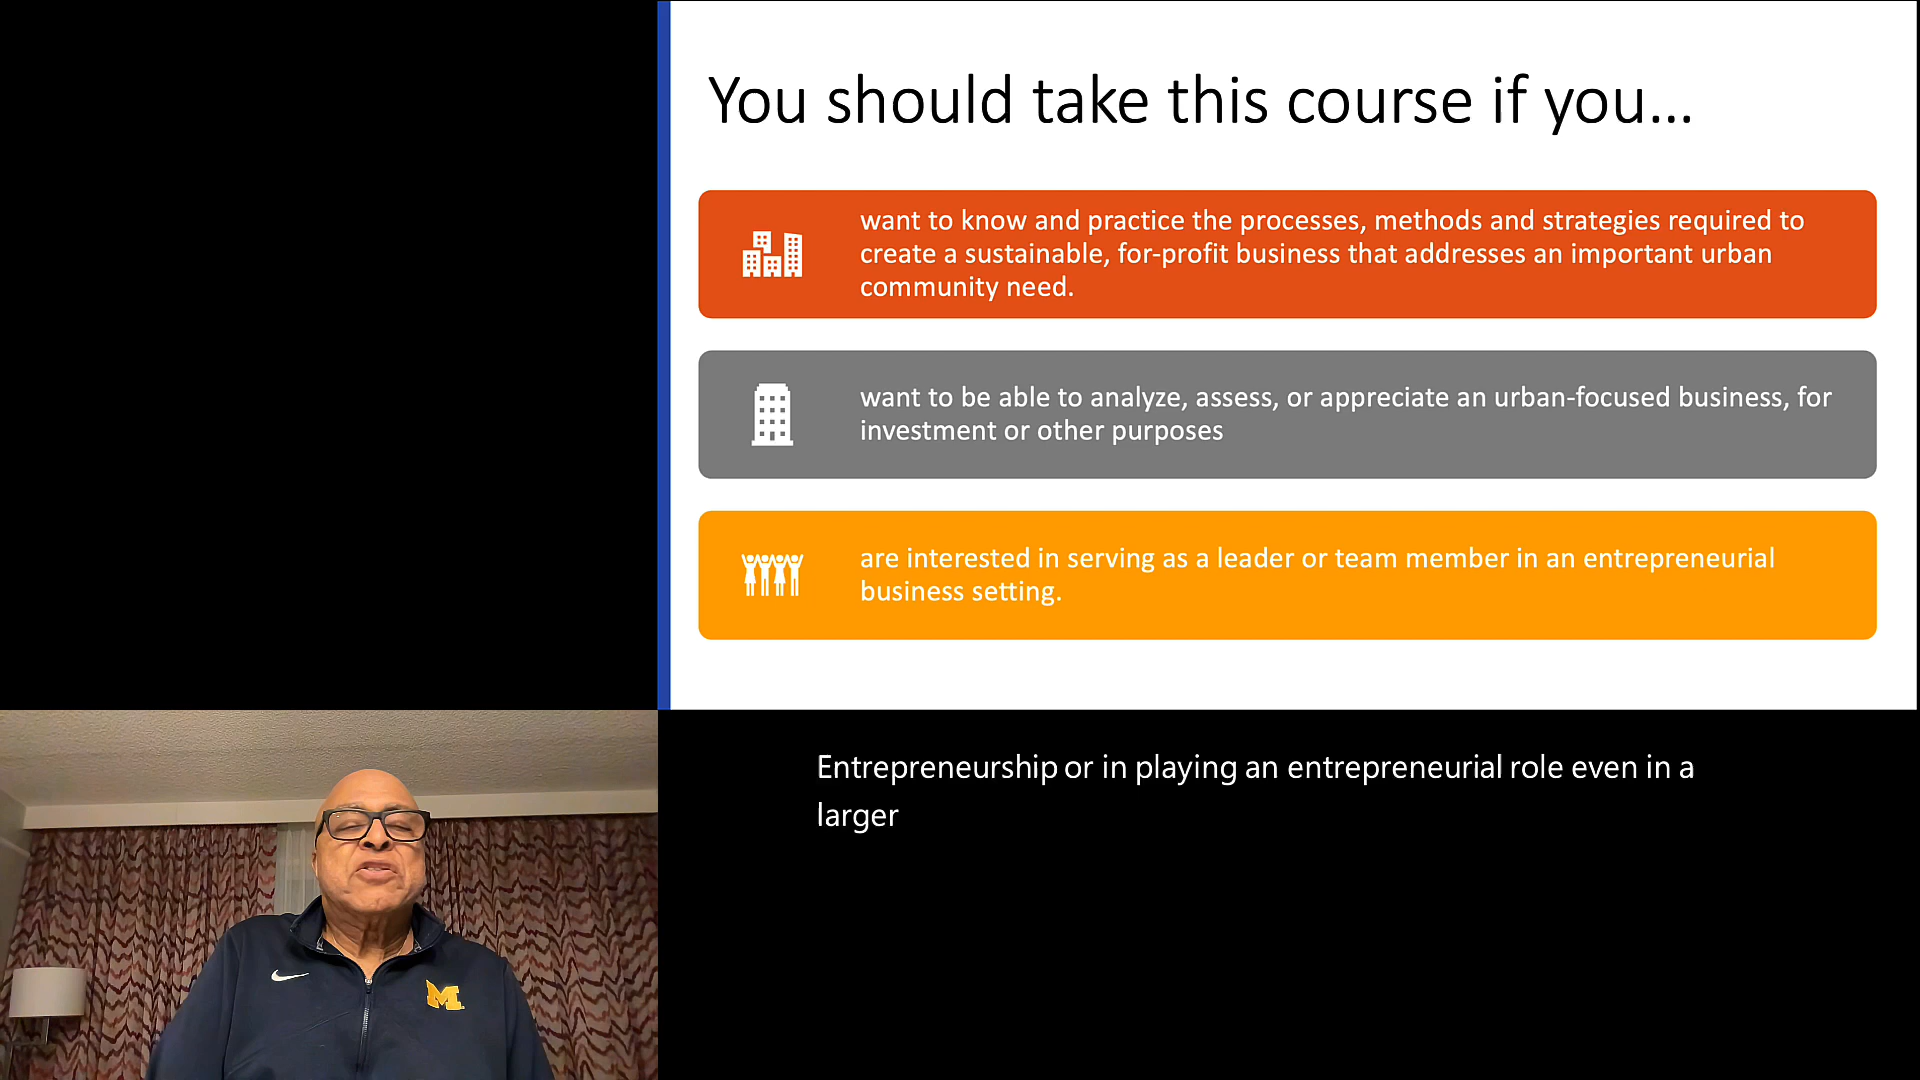 You should take this course if you...
want to know and practice the processes, methods and strategies required to
create a sustainable, for-profit business that addresses an important urban
community need.
want to be able to analyze, assess, or appreciate an urban-focused business, for
investment or other purposes
are interested in serving as a leader or team member in an entrepreneurial
business setting.
Entrepreneurship or in playing an entrepreneurial role even in a
larger
M